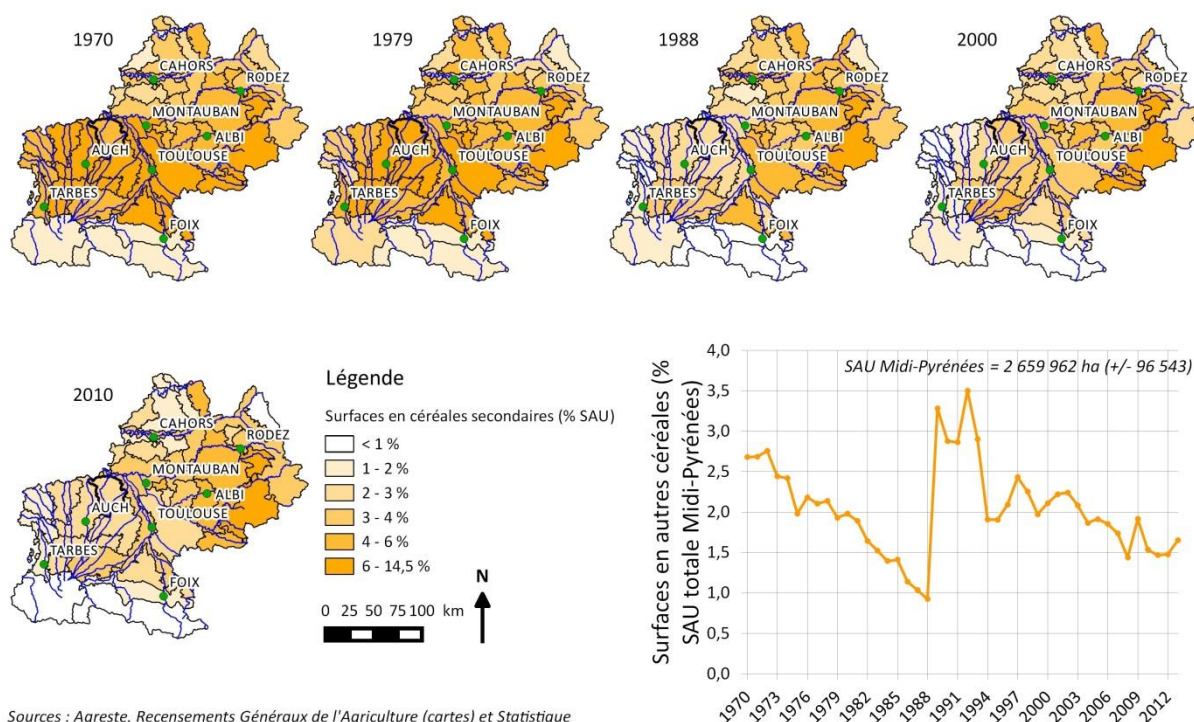 1970
CAHORS
RODEZ
MONTAUBAN
ALBI
AUCH
TOULOUSE
TARBES
FOIX
1979
CAHORS
RODEZ
MONTAUBAN
ALBI
AUCH
TOULOUSE
TARBES
FOIX
1988
CAHORS
RODEZ
MONTAUBAN
ALBI
AUCH
TOULOUSE
TARBES
FOIX
2000
CAHORS
RODEZ
MONTAUBAN
ALBI
AUCH
TOULOUSE
TARBES
FOIX
2010
CAHORS
RODEZ
MONTAUBAN
ALBI
AUCH
TOULOUSE
TARBES
FOIX
Légende
Surfaces en céréales secondaires (% SAU)
< 1 %
1 - 2 %
2 - 3 %
3 - 4 %
4 - 6 %
6 - 14,5 %
0 25 50 75 100 km
N
Surfaces en autres céréales (%
SAU totale Midi-Pyrénées)
SAU Midi-Pyrénées = 2 659 962 ha (+/- 96 543)
4,0
3,5
3,0
2,5
2,0
1,5
1,0
0,5
0,0
1970 1973 1976 1979 1982 1985 1988 1991 1994 1997 2000 2003 2006 2009 2012
Sources : Agreste, Recensements Généraux de l'Agriculture (cartes) et Statistique